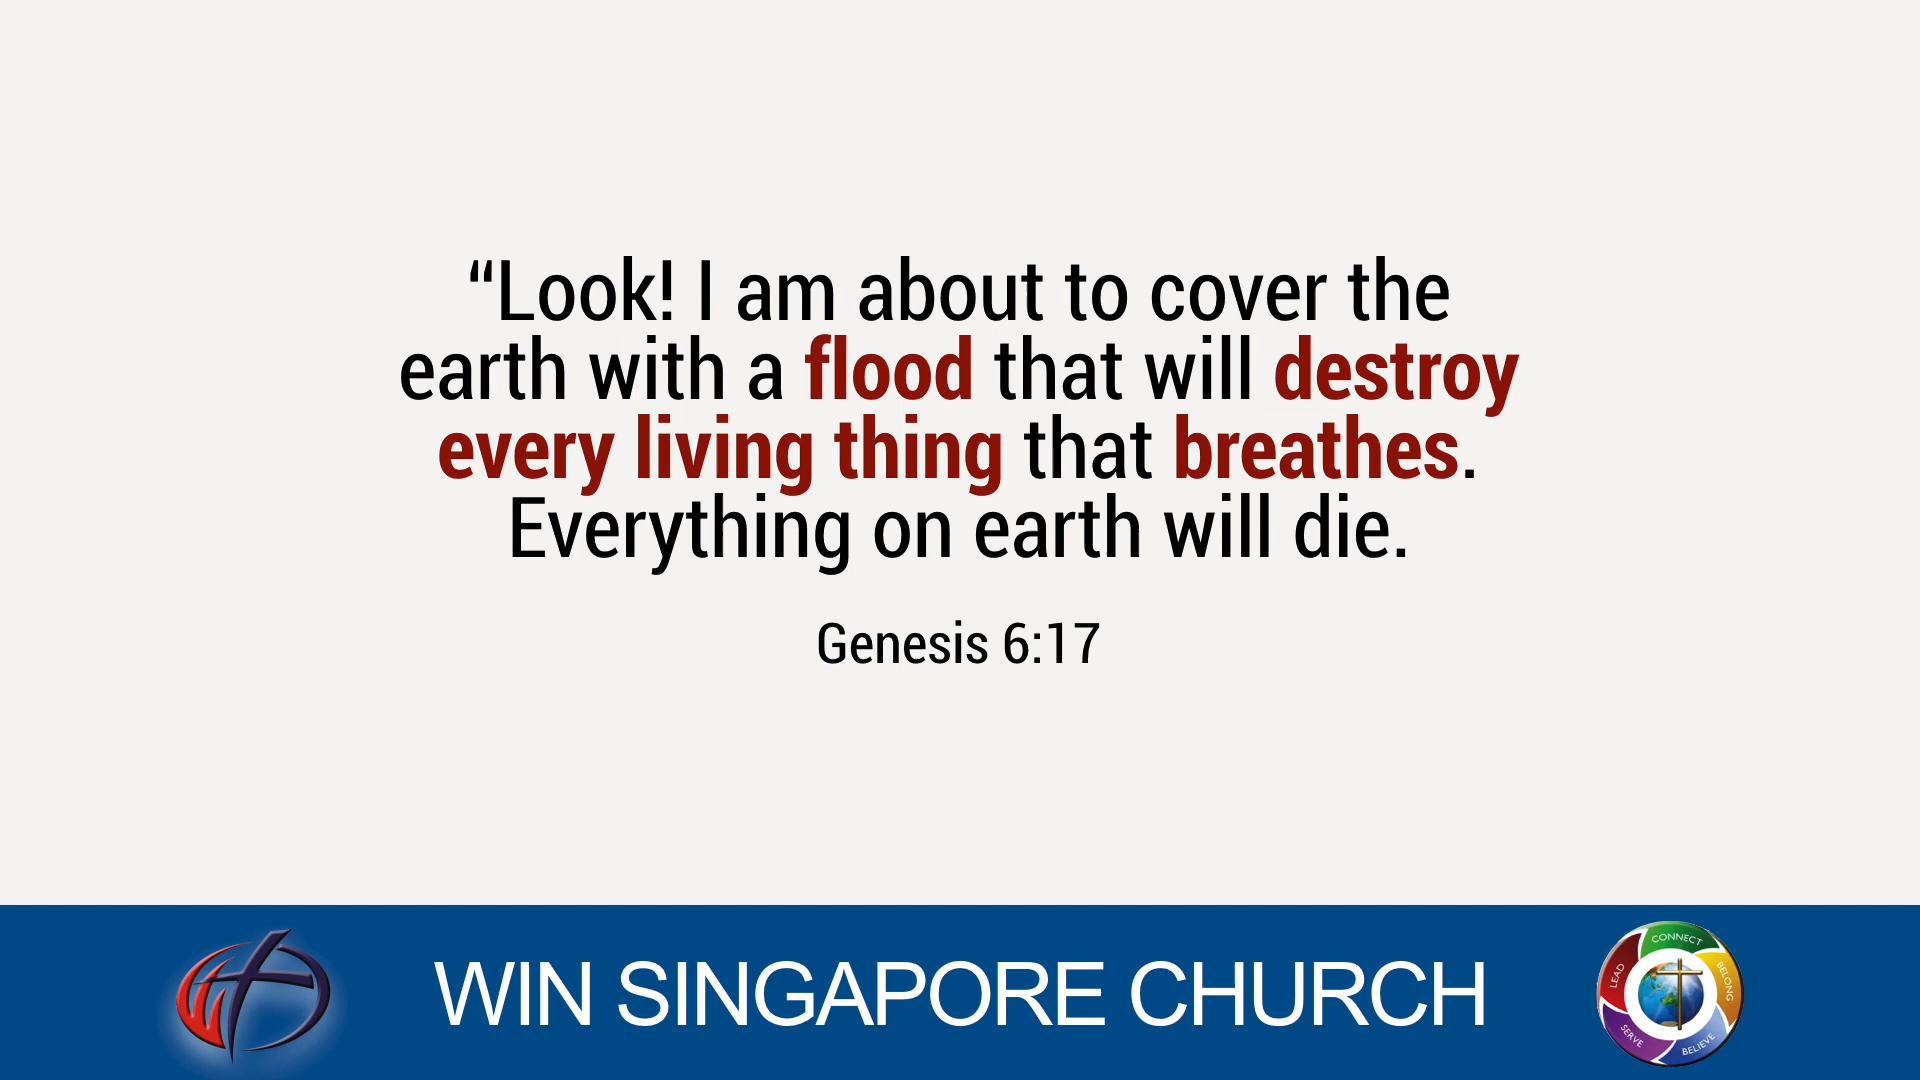 “Look! I am about to cover the
earth with a flood that will destroy
every living thing that breathes.
Everything on earth will die.
Genesis 6:17
WIN SINGAPORE CHURCH
CONNECT
BELONG
BELIEVE
SERVE
LEAD